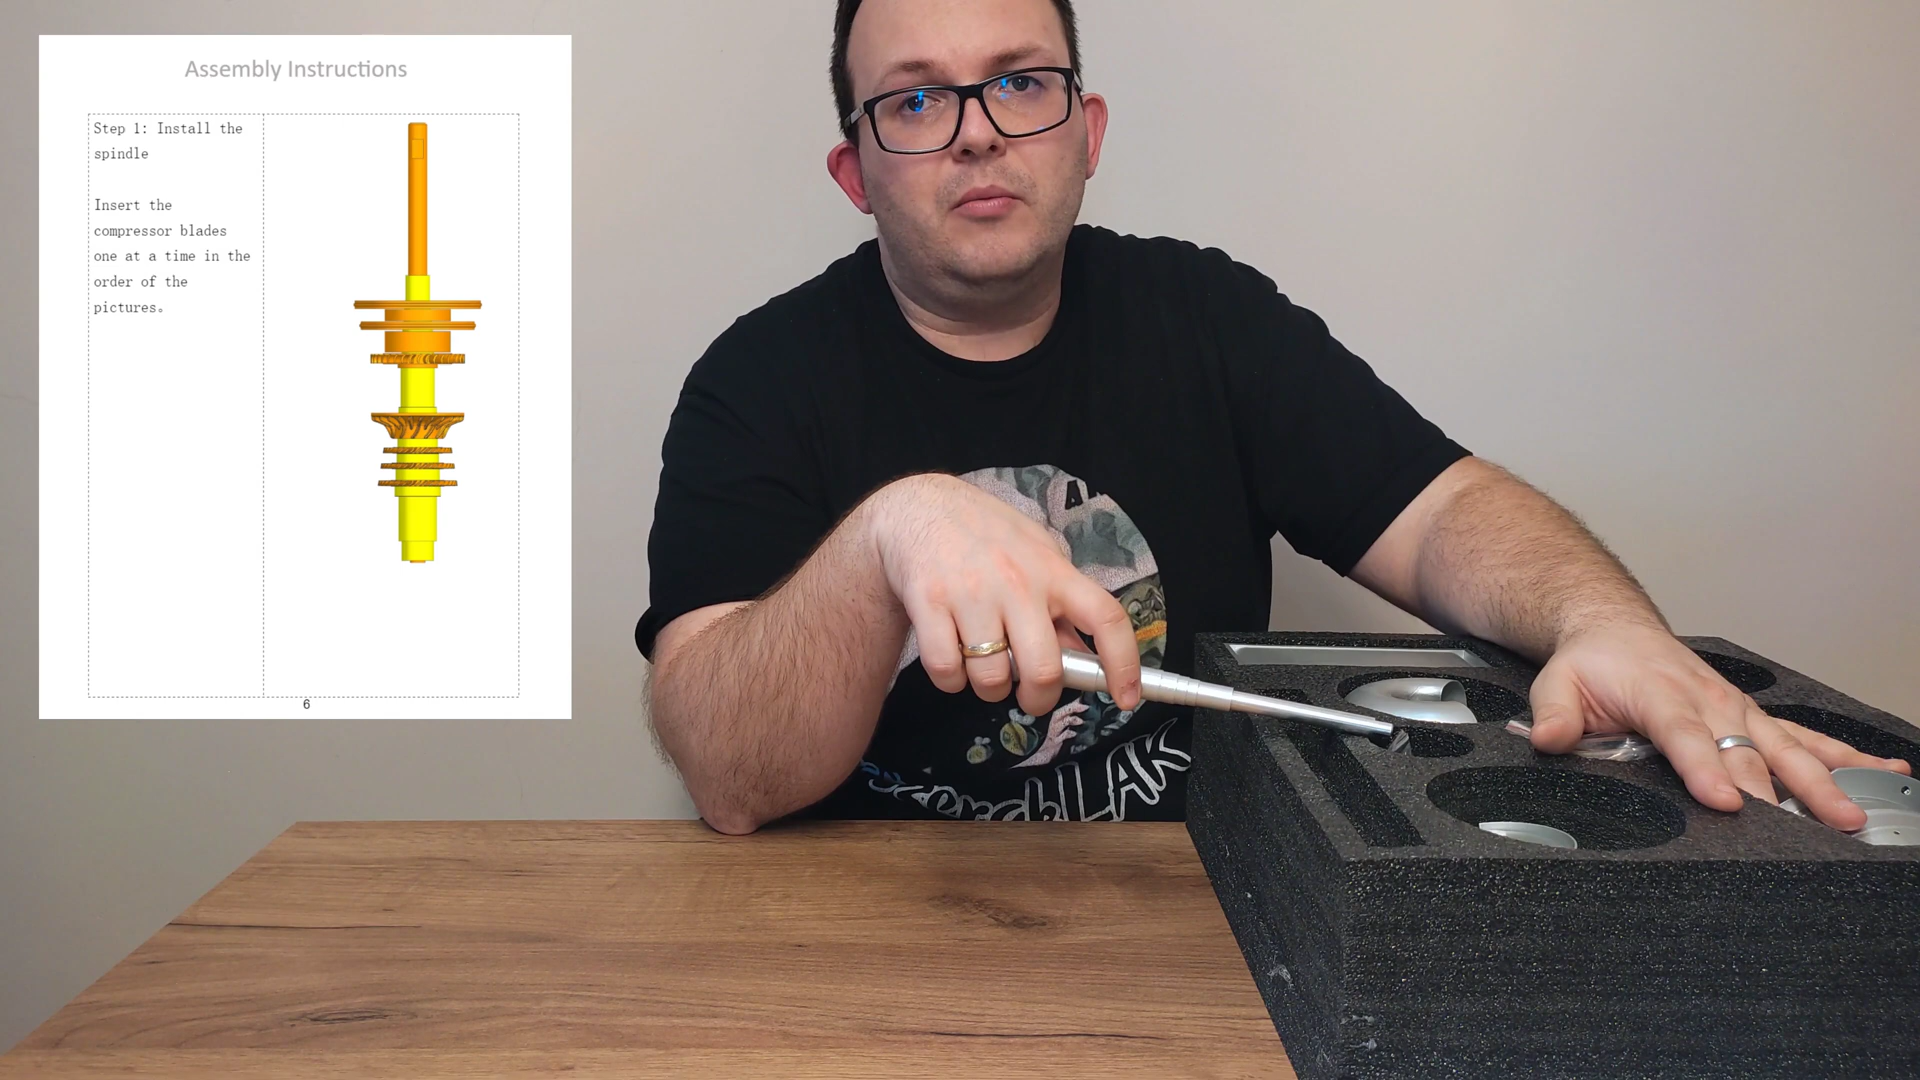 Assembly Instructions
Step 1: Install the
spindle
Insert the
compressor blades
one at a time in the
order of the
pictures。
6